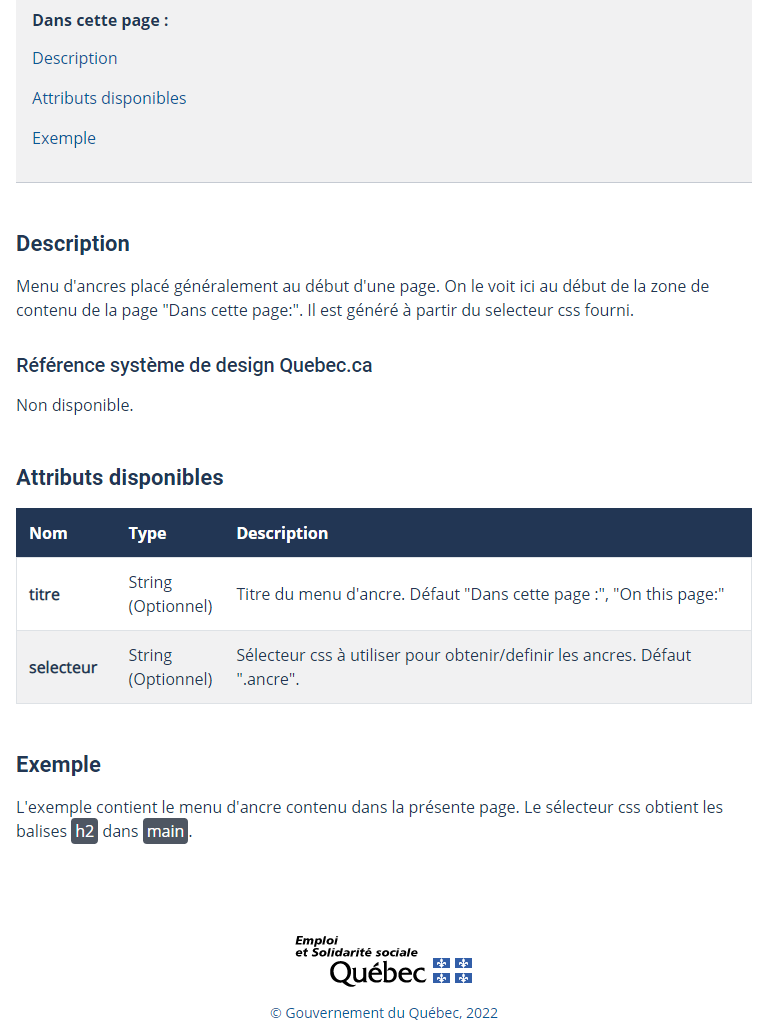 Dans cette page :
Description
Attributs disponibles
Exemple
Description
Menu d'ancres placé généralement au début d'une page. On le voit ici au début de la zone de
contenu de la page "Dans cette page:". Il est généré à partir du selecteur css fourni.
Référence système de design Quebec.ca
Non disponible.
Attributs disponibles
Nom Type Description
titre String (Optionnel) Titre du menu d'ancre. Défaut "Dans cette page :", "On this page:"
selecteur String (Optionnel) Sélecteur css à utiliser pour obtenir/definir les ancres. Défaut
".ancre".
Exemple
L'exemple contient le menu d'ancre contenu dans la présente page. Le sélecteur css obtient les
balises h2 dans main.
Emploi
et Solidarité sociale
Québec
© Gouvernement du Québec, 2022